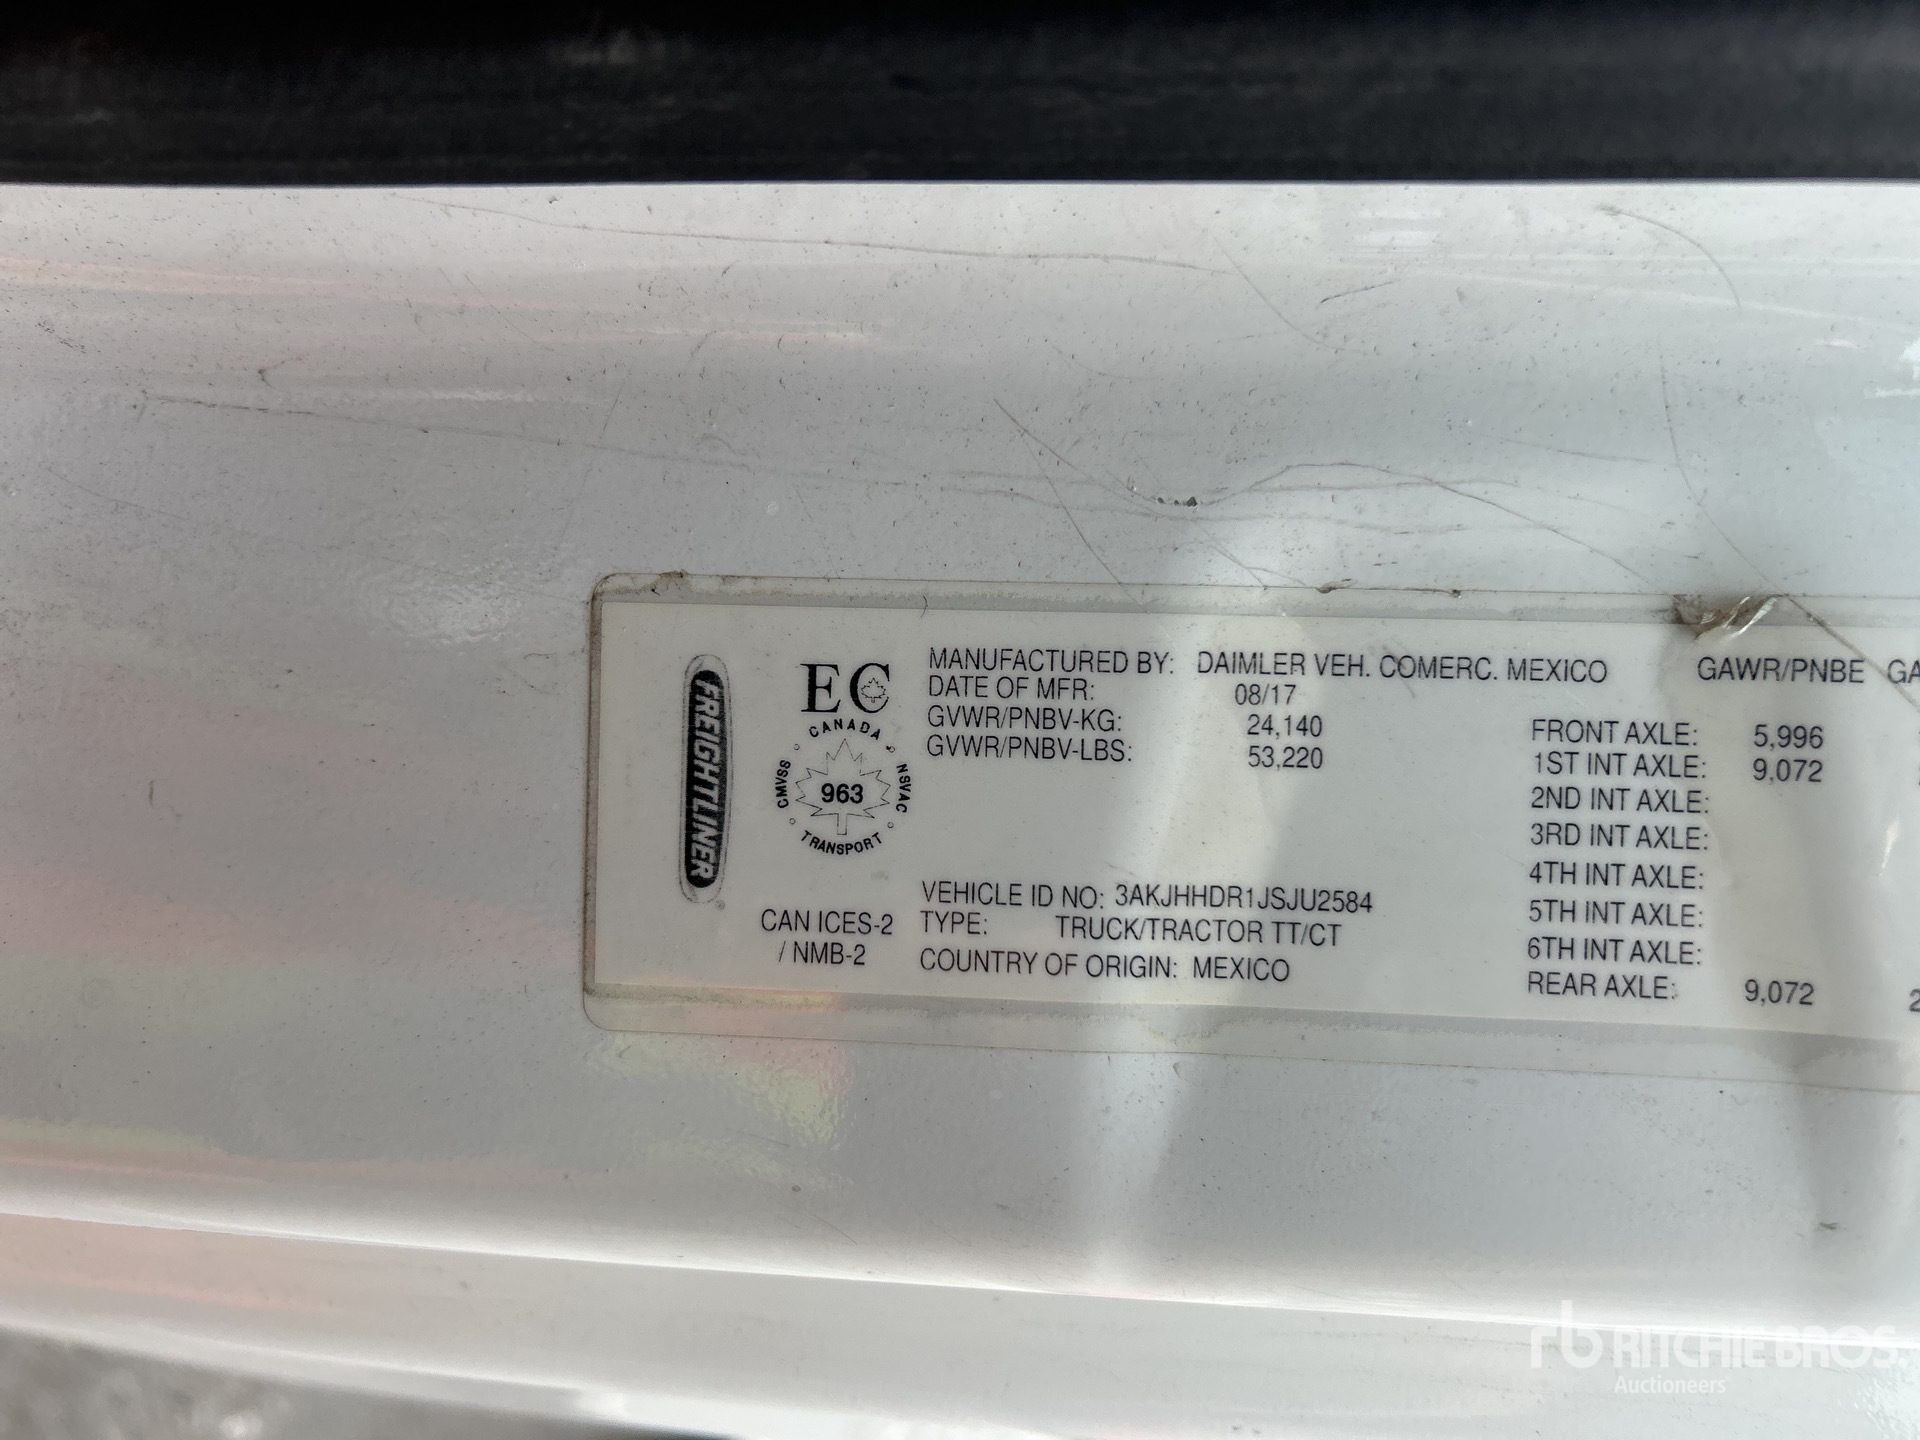 FREIGHTLINER
EC
CANADA
CMVSS
963
NSVAC
TRANSPORT
CAN ICES-2
/ NMB-2
MANUFACTURED BY: DAIMLER VEH. COMERC. MEXICO
DATE OF MFR: 08/17
GVWR/PNBV-KG: 24,140
GVWR/PNBV-LBS: 53,220
VEHICLE ID NO: 3AKJHHDR1JSJU2584
TYPE: TRUCK/TRACTOR TT/CT
COUNTRY OF ORIGIN: MEXICO
GAWR/PNBE GA
FRONT AXLE: 5,996
1ST INT AXLE: 9,072
2ND INT AXLE:
3RD INT AXLE:
4TH INT AXLE:
5TH INT AXLE:
6TH INT AXLE:
REAR AXLE: 9,072 2
rb RITCHIE BROS.
Auctioneers